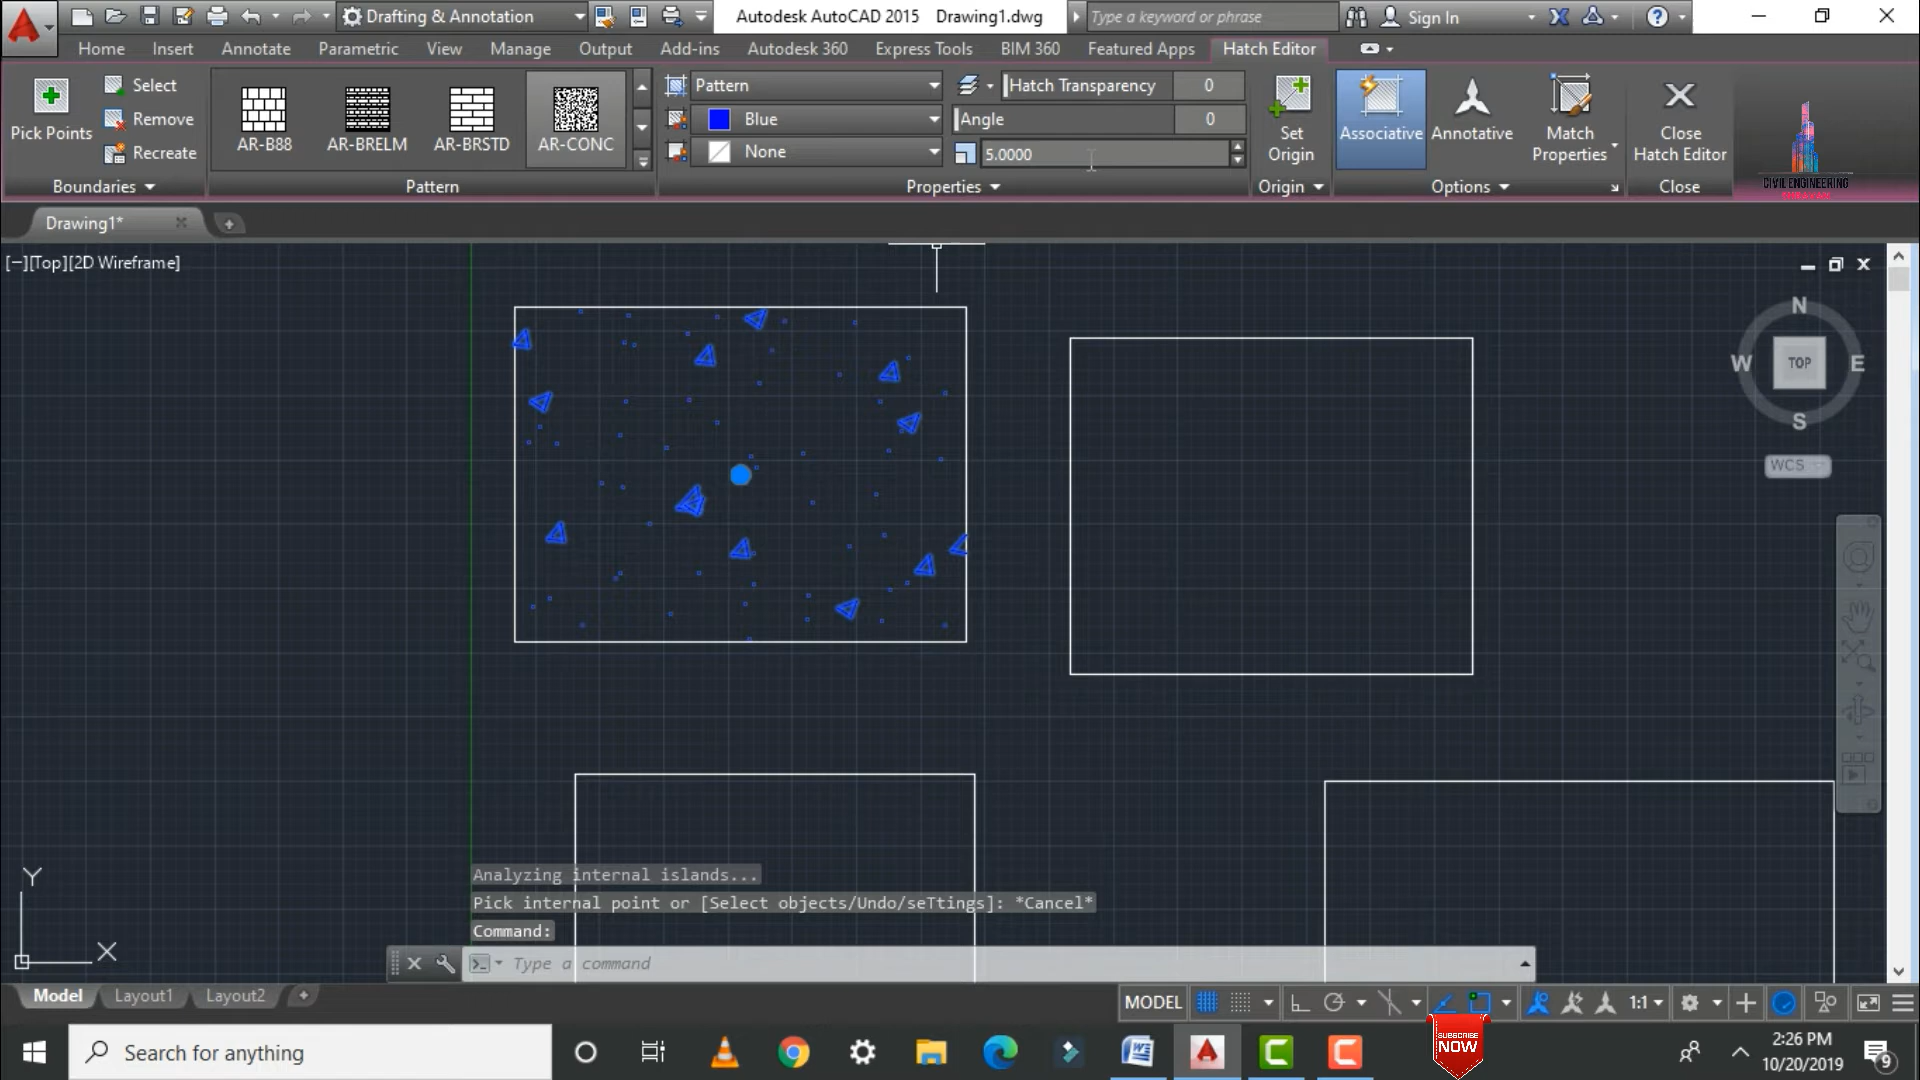 Drafting & Annotation
Autodesk AutoCAD 2015 Drawing1.dwg
Type a keyword or phrase
Sign In
Home Insert Annotate Parametric View Manage Output Add-ins Autodesk 360 Express Tools BIM 360 Featured Apps Hatch Editor
Pick Points
Select
Remove
Recreate
Boundaries
AR-B88
AR-BRELM
AR-BRSTD
AR-CONC
Pattern
Pattern
Blue
None
Hatch Transparency 0
Angle 0
5.0000
Properties
Set
Origin
Origin
Associative
Annotative
Match
Properties
Options
Close
Hatch Editor
Close
CIVIL ENGINEERING
Drawing1*
[−][Top][2D Wireframe]
N
W TOP E
S
WCS
Y
X
Analyzing internal islands...
Pick internal point or [Select objects/Undo/seTtings]: *Cancel*
Command:
Type a command
Model Layout1 Layout2
MODEL
1:1
SUBSCRIBE
NOW
Search for anything
2:26 PM
10/20/2019
9